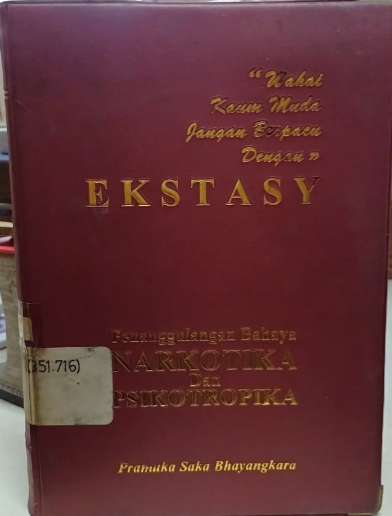 "Wahai
Kaum Muda
Jangan Berpacu
Dengan"
EKSTASY
Penanggulangan Bahaya
NARKOTIKA
Dan
PSIKOTROPIKA
(351.716)
Pramuka Saka Bhayangkara